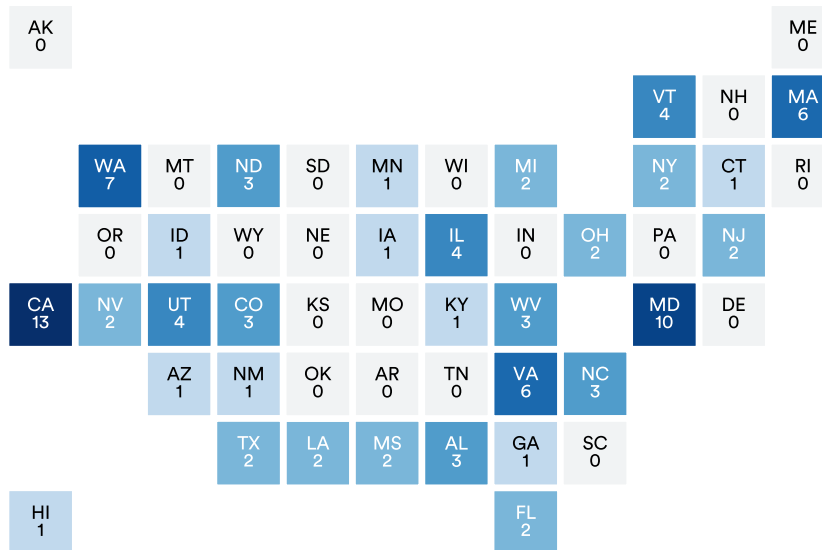 AK
0
ME
0
VT
4
NH
0
MA
6
WA
7
MT
0
ND
3
SD
0
MN
1
WI
0
MI
2
NY
2
CT
1
RI
0
OR
0
ID
1
WY
0
NE
0
IA
1
IL
4
IN
0
OH
2
PA
0
NJ
2
CA
13
NV
2
UT
4
CO
3
KS
0
MO
0
KY
1
WV
3
MD
10
DE
0
AZ
1
NM
1
OK
0
AR
0
TN
0
VA
6
NC
3
TX
2
LA
2
MS
2
AL
3
GA
1
SC
0
HI
1
FL
2